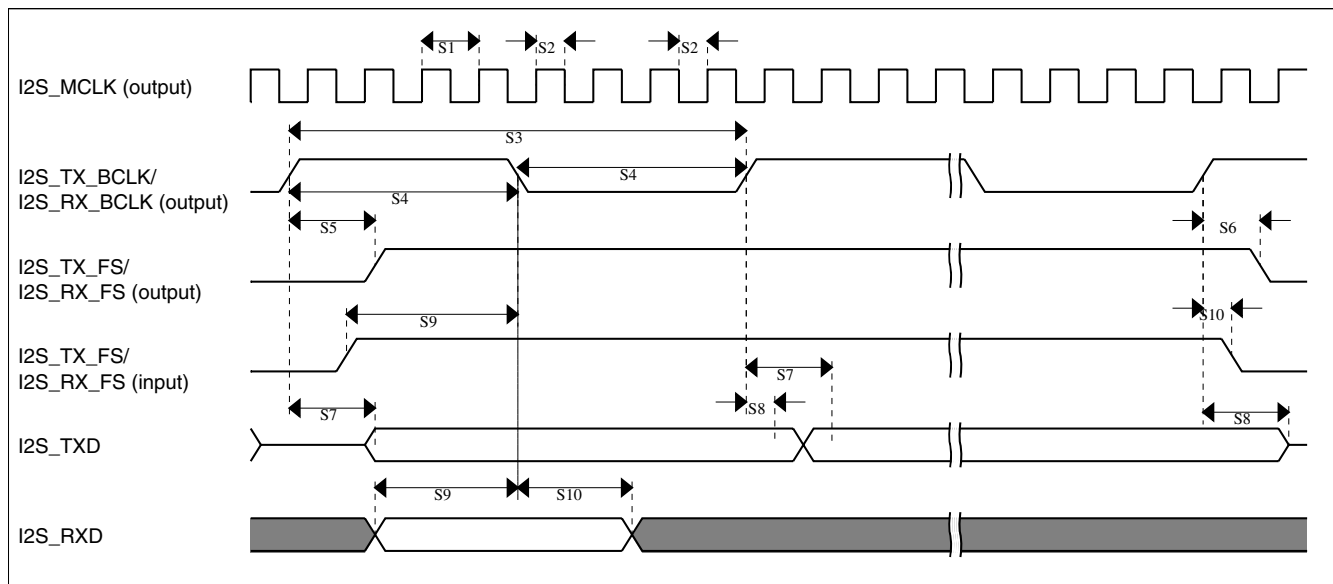 S1
S2
S2
I2S_MCLK (output)
S3
I2S_TX_BCLK/
I2S_RX_BCLK (output)
S4
S4
S5
S6
I2S_TX_FS/
I2S_RX_FS (output)
S9
S10
I2S_TX_FS/
I2S_RX_FS (input)
S7
S7
S8
S8
I2S_TXD
S9
S10
I2S_RXD